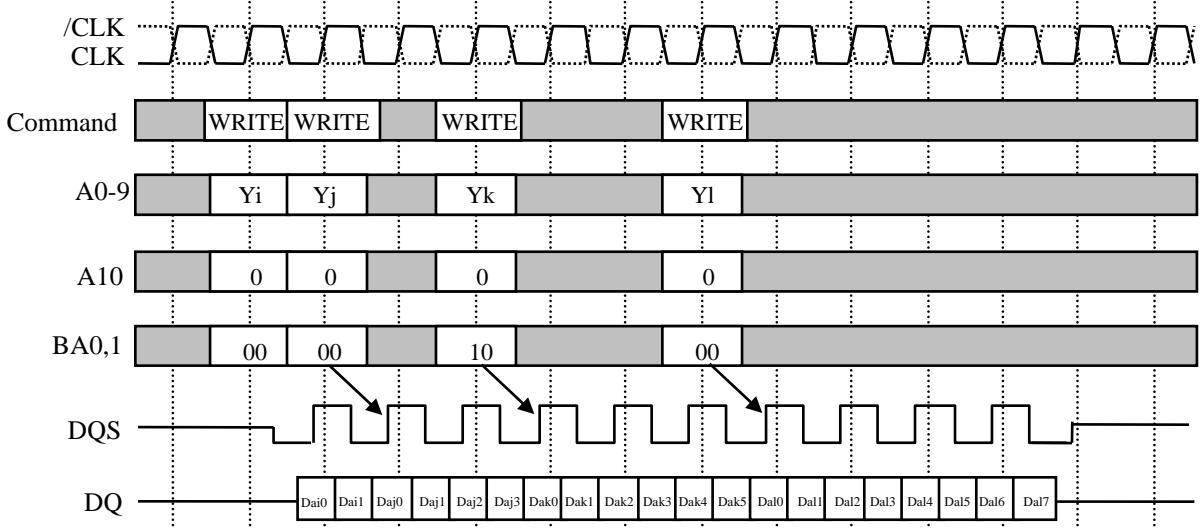 /CLK
CLK
Command WRITE WRITE WRITE WRITE
A0-9 Yi Yj Yk Yl
A10 0 0 0 0
BA0,1 00 00 10 00
DQS
DQ Dai0 Dai1 Daj0 Daj1 Daj2 Daj3 Dak0 Dak1 Dak2 Dak3 Dak4 Dak5 Dal0 Dal1 Dal2 Dal3 Dal4 Dal5 Dal6 Dal7